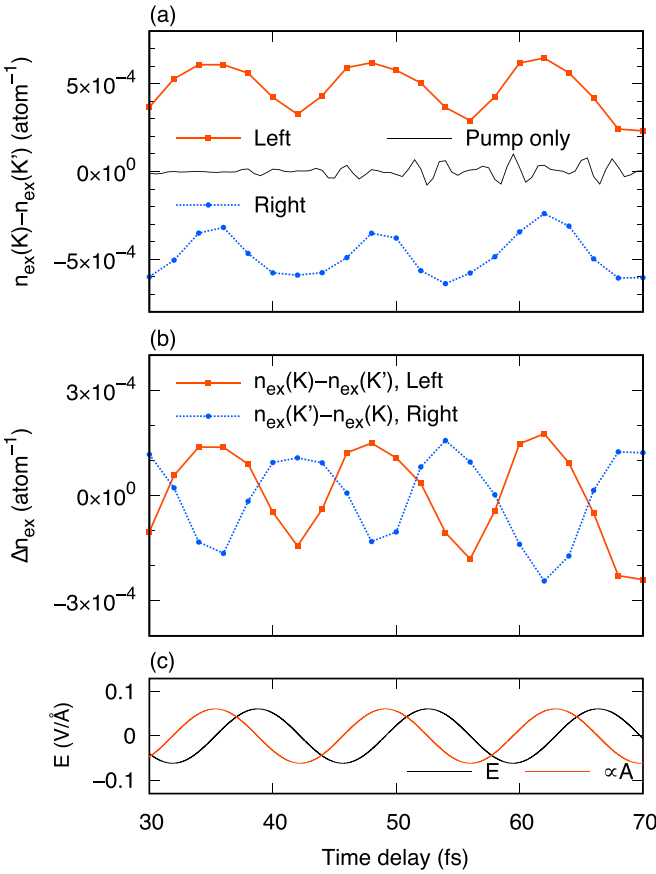 (a)
n_ex(K)−n_ex(K’) (atom⁻¹)
5×10⁻⁴
0×10⁰
−5×10⁻⁴
Left
Pump only
Right
(b)
Δn_ex (atom⁻¹)
3×10⁻⁴
0×10⁰
−3×10⁻⁴
n_ex(K)−n_ex(K’), Left
n_ex(K’)−n_ex(K), Right
(c)
E (V/Å)
0.1
0
−0.1
E
∝A
30 40 50 60 70
Time delay (fs)